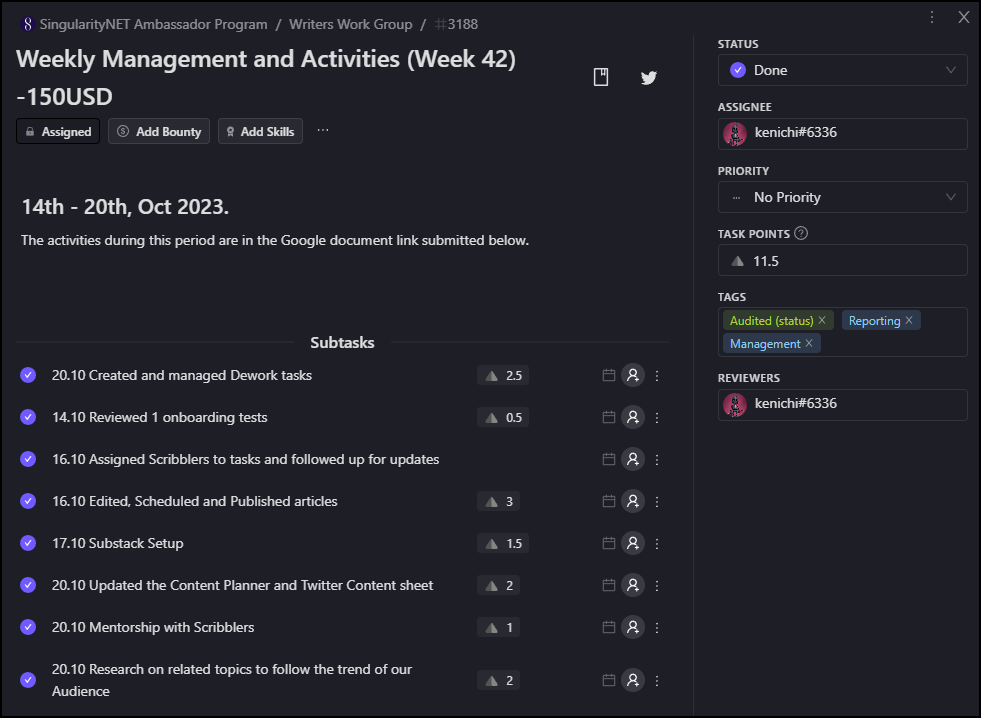 SingularityNET Ambassador Program / Writers Work Group / #3188
Weekly Management and Activities (Week 42)
-150USD
Assigned
Add Bounty
Add Skills
14th - 20th, Oct 2023.
The activities during this period are in the Google document link submitted below.
Subtasks
20.10 Created and managed Dework tasks 2.5
14.10 Reviewed 1 onboarding tests 0.5
16.10 Assigned Scribblers to tasks and followed up for updates
16.10 Edited, Scheduled and Published articles 3
17.10 Substack Setup 1.5
20.10 Updated the Content Planner and Twitter Content sheet 2
20.10 Mentorship with Scribblers 1
20.10 Research on related topics to follow the trend of our
Audience 2
STATUS
Done
ASSIGNEE
kenichi#6336
PRIORITY
No Priority
TASK POINTS
11.5
TAGS
Audited (status) Reporting
Management
REVIEWERS
kenichi#6336